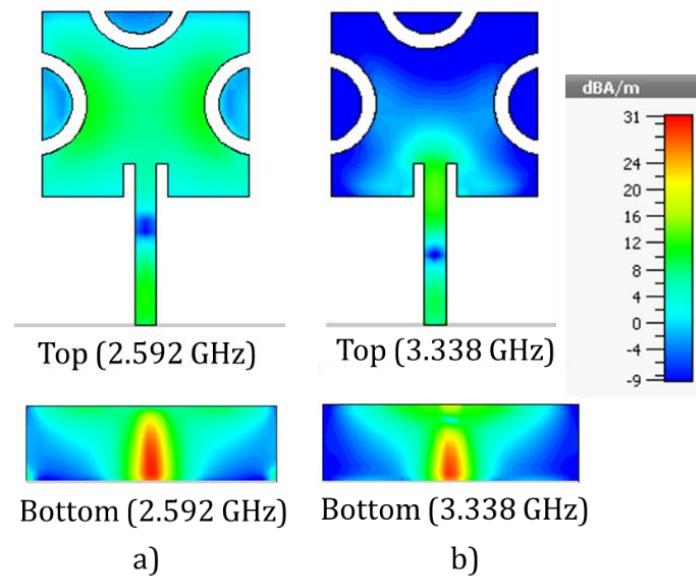 dBA/m
31
24
20
16
12
8
4
0
-4
-9
Top (2.592 GHz)
Top (3.338 GHz)
Bottom (2.592 GHz)
Bottom (3.338 GHz)
a)
b)